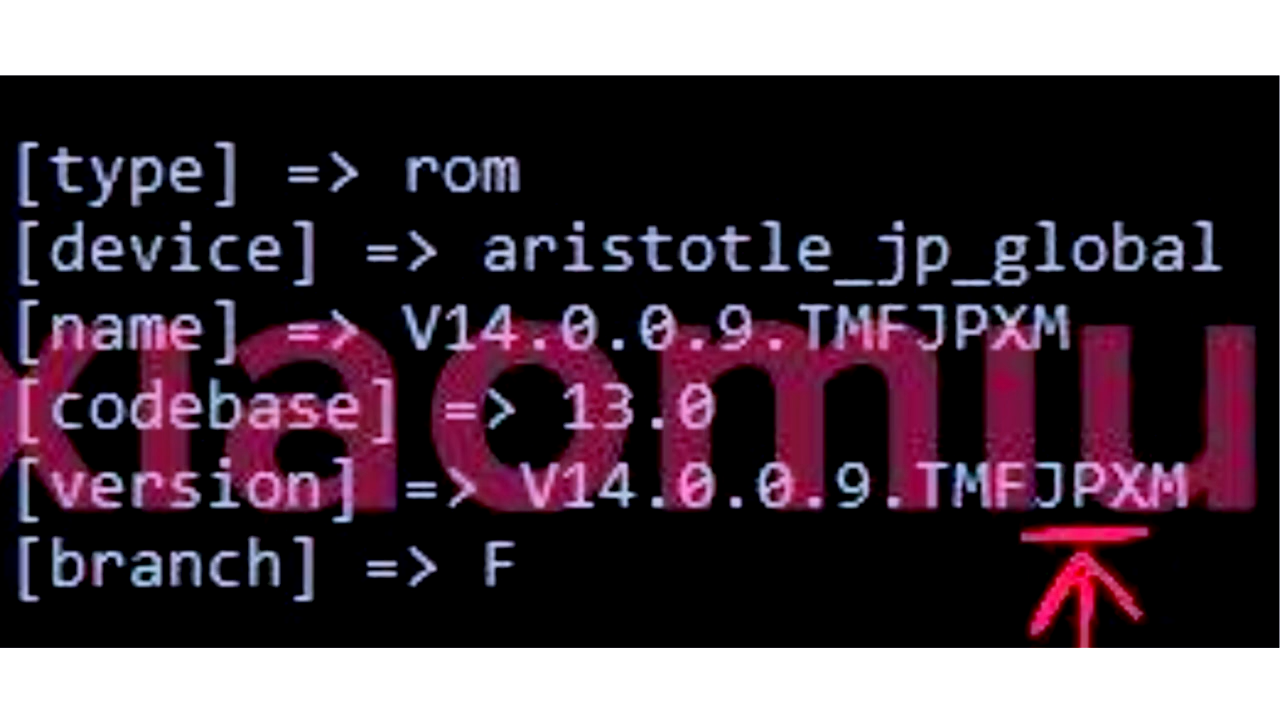 [type] => rom
[device] => aristotle_jp_global
[name] => V14.0.0.9.TMFJPXM
[codebase] => 13.0
[version] => V14.0.0.9.TMFJPXM
[branch] => F
xiaomiu